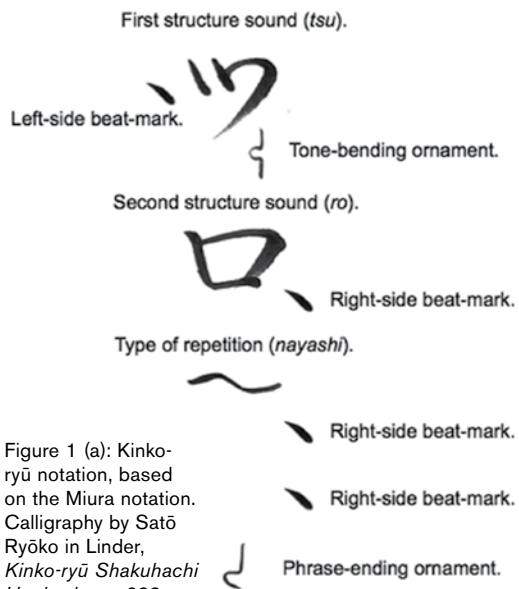 First structure sound (tsu).
ツ
Left-side beat-mark.
Tone-bending ornament.
Second structure sound (ro).
ロ
Right-side beat-mark.
Type of repetition (nayashi).
Right-side beat-mark.
Figure 1 (a): Kinko-
ryū notation, based
on the Miura notation.
Right-side beat-mark.
Calligraphy by Satō
Ryōko in Linder,
Kinko-ryū Shakuhachi
Phrase-ending ornament.